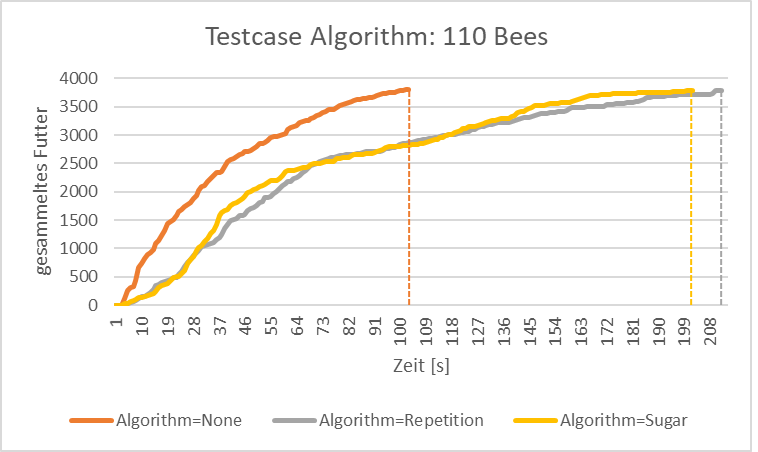 Testcase Algorithm: 110 Bees
4000
3500
3000
2500
2000
1500
1000
500
0
gesammeltes Futter
1 10 19 28 37 46 55 64 73 82 91 100 109 118 127 136 145 154 163 172 181 190 199 208
Zeit [s]
Algorithm=None Algorithm=Repetition Algorithm=Sugar